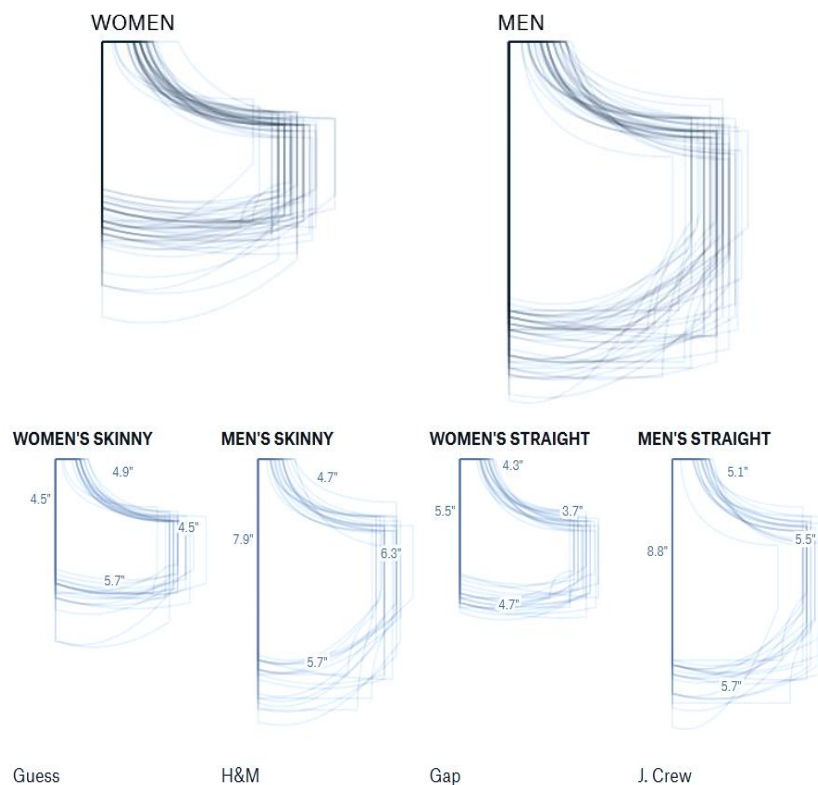 WOMEN
MEN
WOMEN'S SKINNY
MEN'S SKINNY
WOMEN'S STRAIGHT
MEN'S STRAIGHT
4.9"
4.5"
4.5"
5.7"
4.7"
7.9"
6.3"
5.7"
4.3"
5.5"
3.7"
4.7"
5.1"
8.8"
5.5"
5.7"
Guess
H&M
Gap
J. Crew